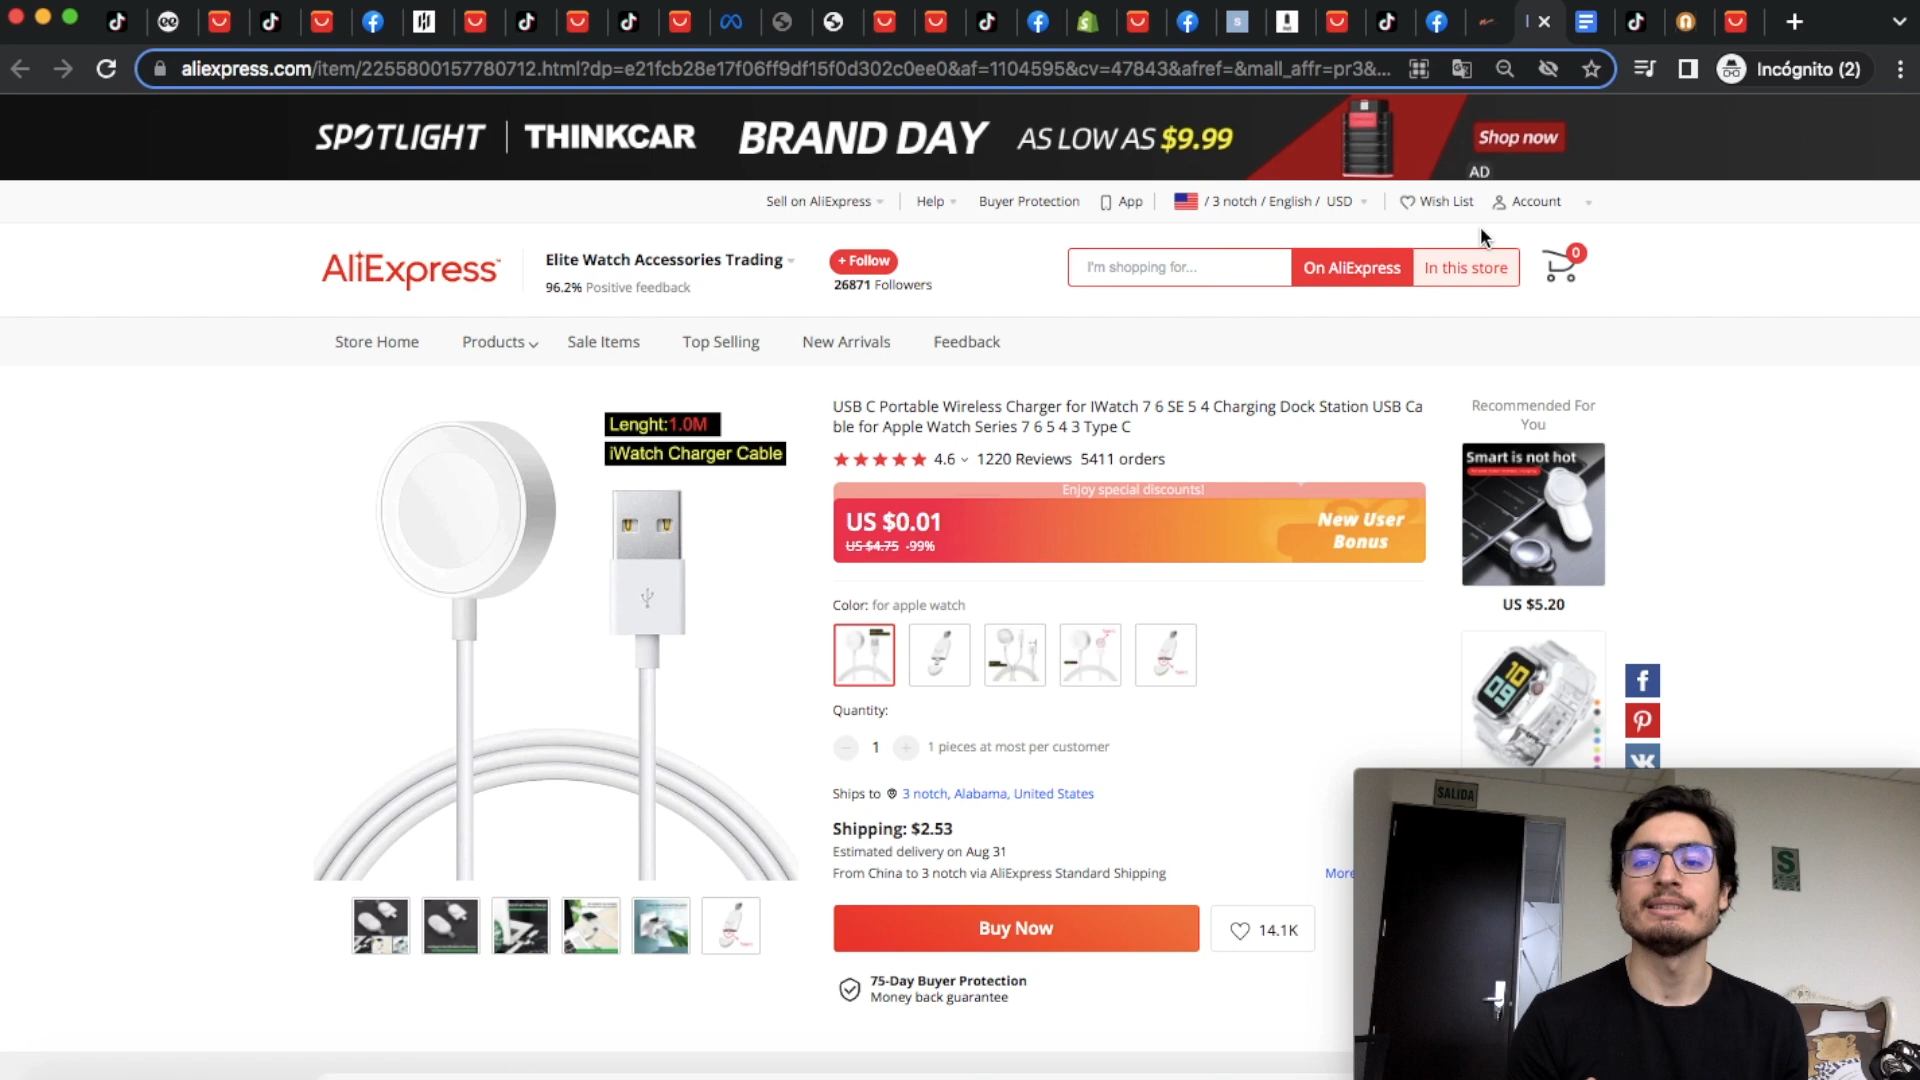 aliexpress.com/item/2255800157780712.html?dp=e21fcb28e17f06ff9df15f0d302c0ee0&af=1104595&cv=47843&afref=&mall_affr=pr3&...
Incógnito (2)
SPOTLIGHT | THINKCAR BRAND DAY AS LOW AS $9.99
Shop now
AD
Sell on AliExpress Help Buyer Protection App / 3 notch / English / USD Wish List Account
AliExpress
Elite Watch Accessories Trading
96.2% Positive feedback
+ Follow
26871 Followers
I'm shopping for... On AliExpress In this store
0
Store Home Products Sale Items Top Selling New Arrivals Feedback
Lenght:1.0M
iWatch Charger Cable
USB C Portable Wireless Charger for IWatch 7 6 SE 5 4 Charging Dock Station USB Ca
ble for Apple Watch Series 7 6 5 4 3 Type C
4.6 1220 Reviews 5411 orders
Enjoy special discounts!
US $0.01
US $4.75 -99%
New User
Bonus
Color: for apple watch
Quantity:
1 1 pieces at most per customer
Ships to 3 notch, Alabama, United States
Shipping: $2.53
Estimated delivery on Aug 31
From China to 3 notch via AliExpress Standard Shipping
More
Buy Now
14.1K
75-Day Buyer Protection
Money back guarantee
Recommended For
You
Smart is not hot
US $5.20
10
09
SALIDA
S